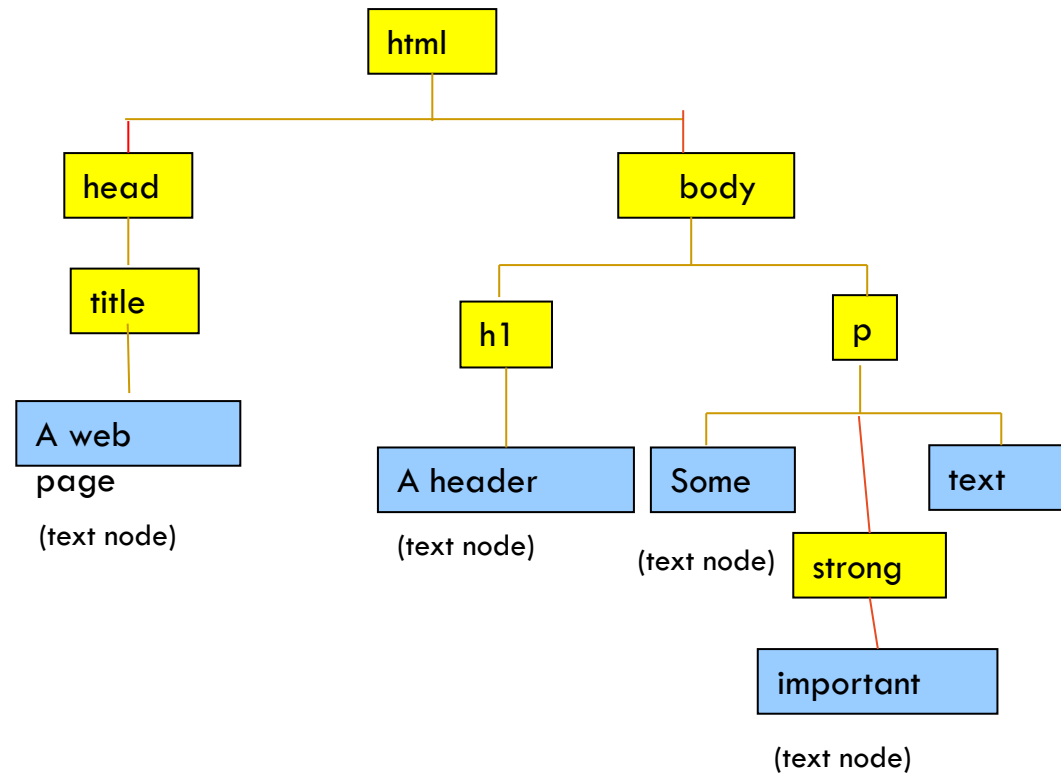 html
head
body
title
h1
p
A web
page
A header
Some
text
(text node)
(text node)
(text node)
strong
important
(text node)